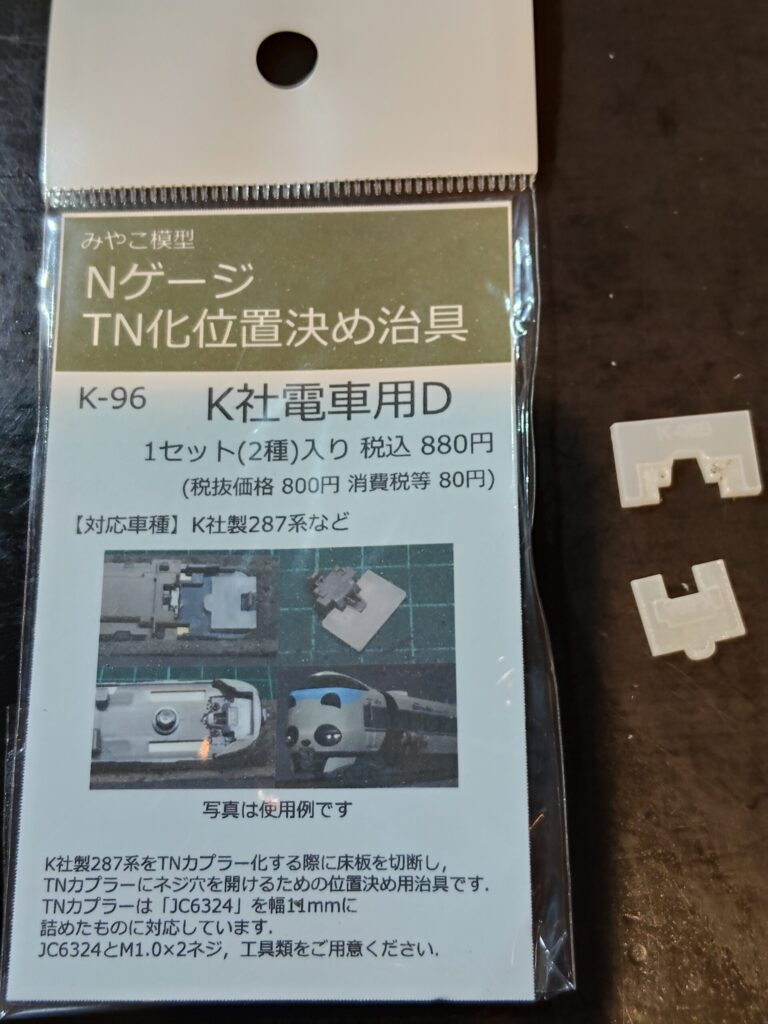 みやこ模型
Nゲージ
TN化位置決め治具
K-96 K社電車用D
1セット(2種)入り 税込 880円
(税抜価格 800円 消費税等 80円)
【対応車種】K社製287系など
写真は使用例です
K社製287系をTNカプラー化する際に床板を切断し,
TNカプラーにネジ穴を開けるための位置決め用治具です.
TNカプラーは「JC6324」を幅11mmに
詰めたものに対応しています.
JC6324とM1.0×2ネジ,工具類をご用意ください.